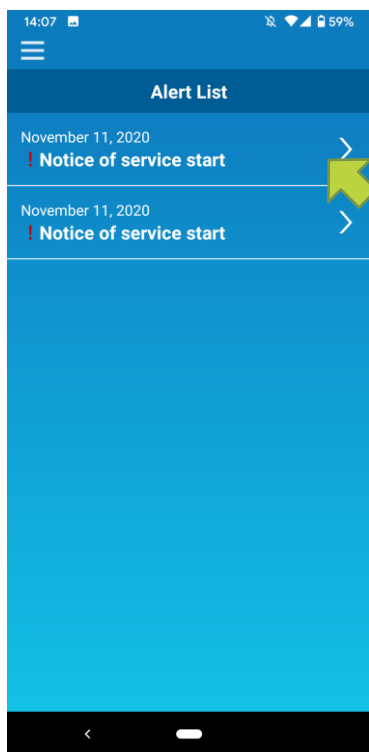 14:07 59%
Alert List
November 11, 2020
! Notice of service start
November 11, 2020
! Notice of service start